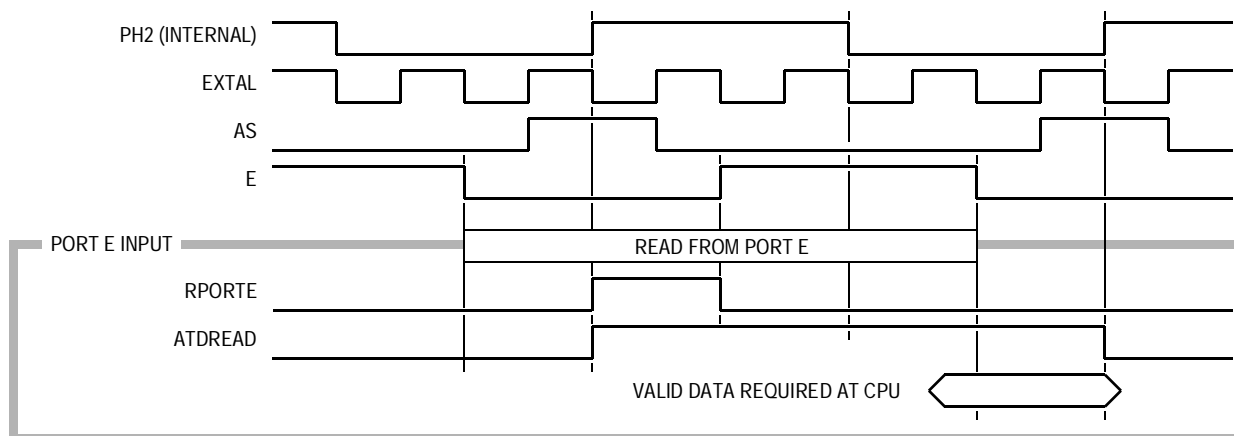 PH2 (INTERNAL)
EXTAL
AS
E
PORT E INPUT
READ FROM PORT E
RPORTE
ATDREAD
VALID DATA REQUIRED AT CPU